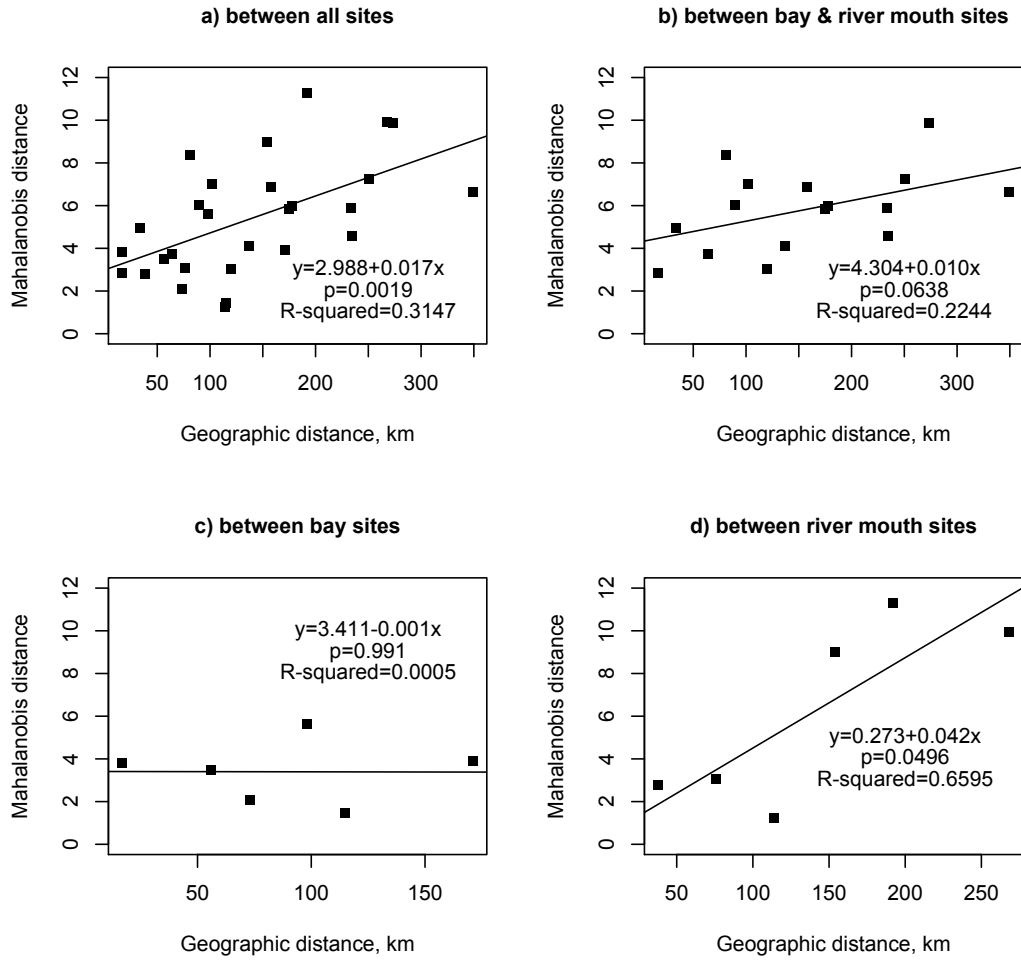 a) between all sites
12
10
8
6
4
2
0
Mahalanobis distance
y=2.988+0.017x
p=0.0019
R-squared=0.3147
50 100 200 300
Geographic distance, km
b) between bay & river mouth sites
12
10
8
6
4
2
0
Mahalanobis distance
y=4.304+0.010x
p=0.0638
R-squared=0.2244
50 100 200 300
Geographic distance, km
c) between bay sites
12
10
8
6
4
2
0
Mahalanobis distance
y=3.411-0.001x
p=0.991
R-squared=0.0005
50 100 150
Geographic distance, km
d) between river mouth sites
12
10
8
6
4
2
0
Mahalanobis distance
y=0.273+0.042x
p=0.0496
R-squared=0.6595
50 100 150 200 250
Geographic distance, km